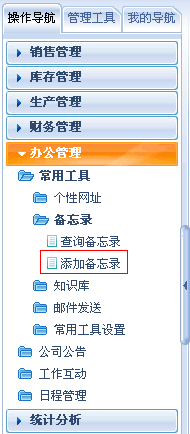 操作导航 管理工具 我的导航
销售管理
库存管理
生产管理
财务管理
办公管理
常用工具
个性网址
备忘录
查询备忘录
添加备忘录
知识库
邮件发送
常用工具设置
公司公告
工作互动
日程管理
统计分析